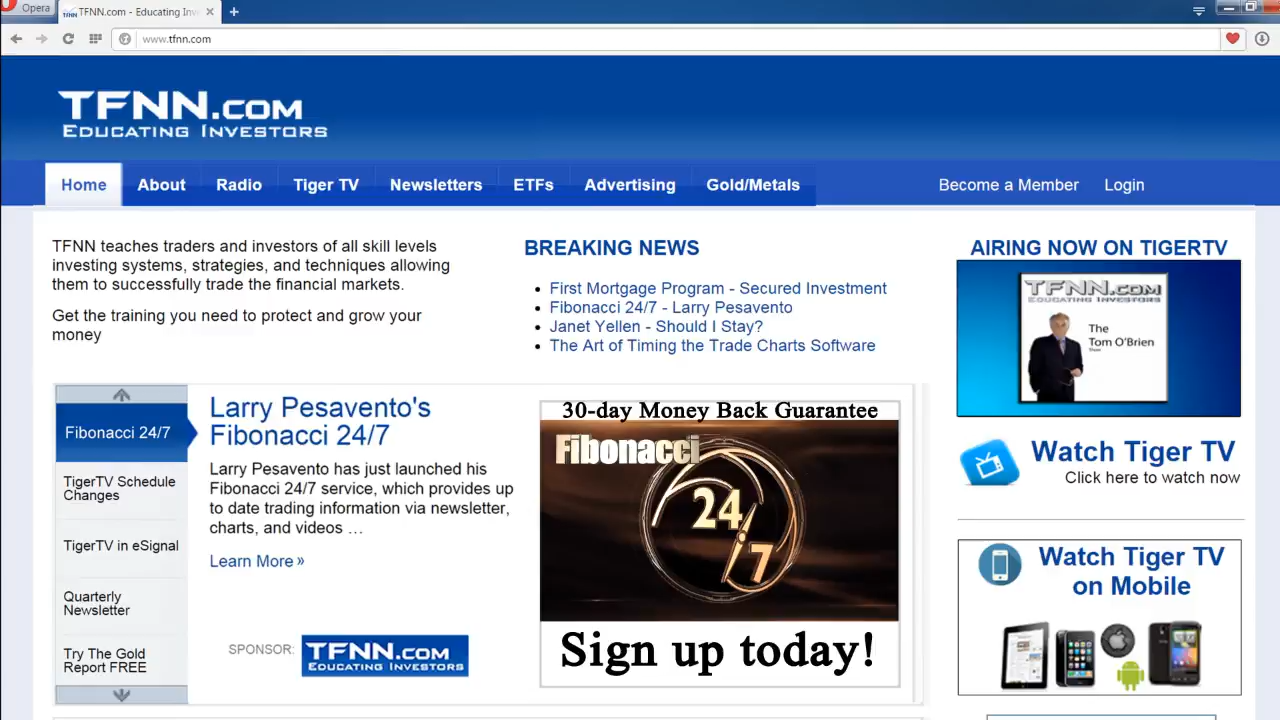 Opera
TFNN.com - Educating Inv
www.tfnn.com
TFNN.com
Educating Investors
Home
About
Radio
Tiger TV
Newsletters
ETFs
Advertising
Gold/Metals
Become a Member
Login
TFNN teaches traders and investors of all skill levels
investing systems, strategies, and techniques allowing
them to successfully trade the financial markets.
Get the training you need to protect and grow your
money
BREAKING NEWS
First Mortgage Program - Secured Investment
Fibonacci 24/7 - Larry Pesavento
Janet Yellen - Should I Stay?
The Art of Timing the Trade Charts Software
AIRING NOW ON TIGERTV
TFNN.com
Educating Investors
The
Tom O'Brien
Show
Watch Tiger TV
Click here to watch now
Fibonacci 24/7
TigerTV Schedule
Changes
TigerTV in eSignal
Quarterly
Newsletter
Try The Gold
Report FREE
Larry Pesavento's
Fibonacci 24/7
Larry Pesavento has just launched his
Fibonacci 24/7 service, which provides up
to date trading information via newsletter,
charts, and videos …
Learn More »
SPONSOR:
TFNN.com
Educating Investors
30-day Money Back Guarantee
Fibonacci
24
7
Sign up today!
Watch Tiger TV
on Mobile